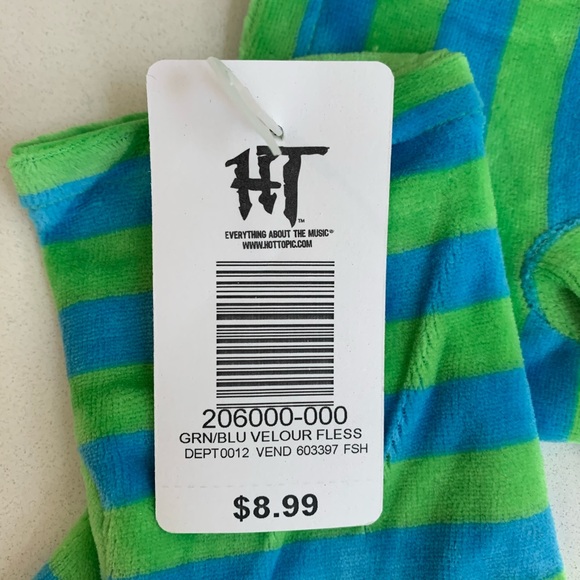 HT™
EVERYTHING ABOUT THE MUSIC®
WWW.HOTTOPIC.COM
206000-000
GRN/BLU VELOUR FLESS
DEPT0012 VEND 603397 FSH
$8.99